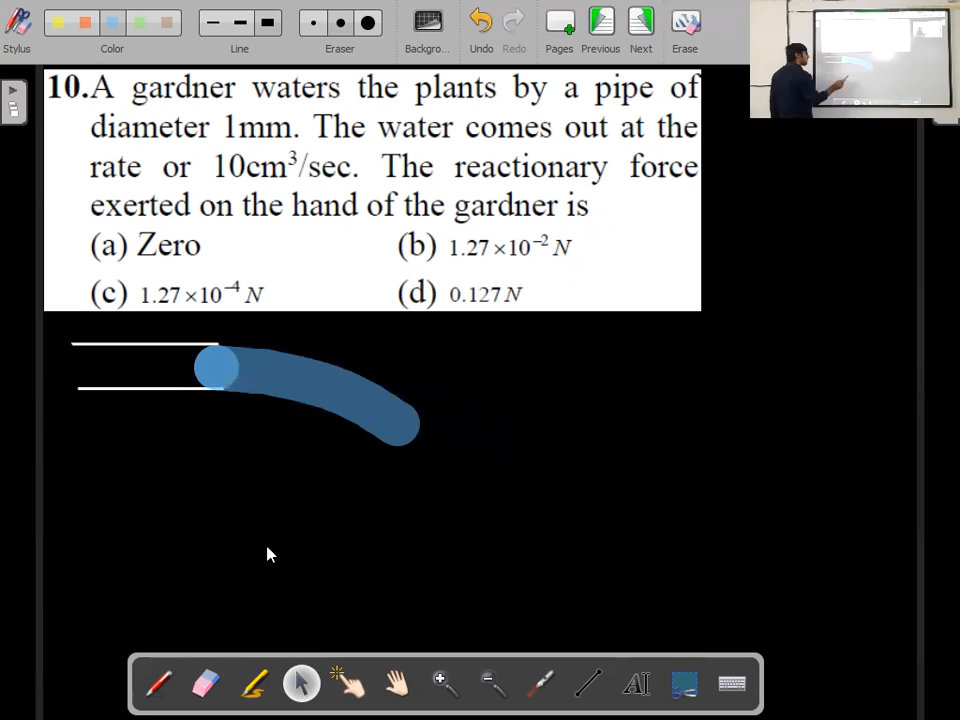 Stylus
Color
Line
Eraser
Backgro...
Undo
Redo
Pages
Previous
Next
Erase
10.A gardner waters the plants by a pipe of
diameter 1mm. The water comes out at the
rate or 10cm³/sec. The reactionary force
exerted on the hand of the gardner is
(a) Zero (b) 1.27×10⁻² N
(c) 1.27×10⁻⁴ N (d) 0.127 N
AI